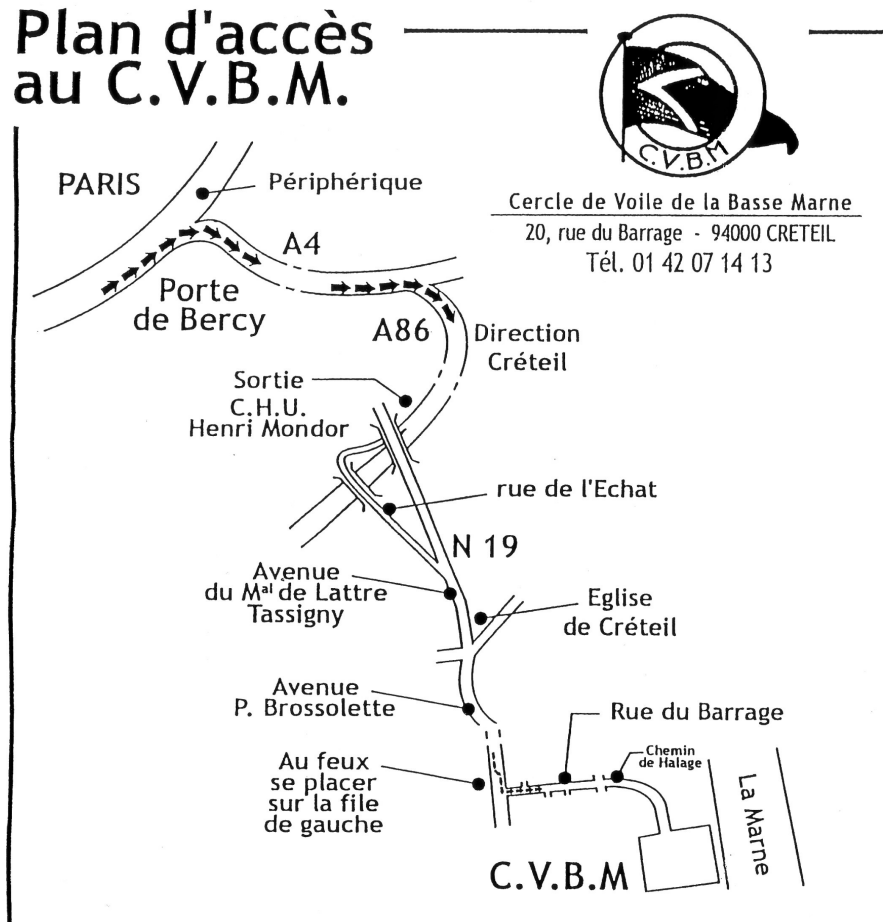 Plan d'accès
au C.V.B.M.
C.V.B.M
Cercle de Voile de la Basse Marne
20, rue du Barrage - 94000 CRETEIL
Tél. 01 42 07 14 13
PARIS
Périphérique
A4
Porte
de Bercy
A86
Direction
Créteil
Sortie
C.H.U.
Henri Mondor
rue de l'Echat
N 19
Avenue
du Mal de Lattre
Tassigny
Eglise
de Créteil
Avenue
P. Brossolette
Rue du Barrage
Chemin
de Halage
Au feux
se placer
sur la file
de gauche
La Marne
C.V.B.M